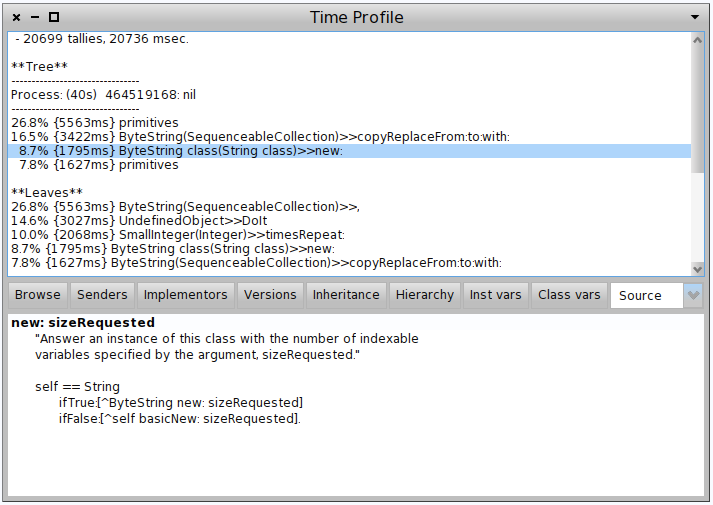 Time Profile
- 20699 tallies, 20736 msec.
**Tree**
--------------------------------
Process: (40s) 464519168: nil
--------------------------------
26.8% {5563ms} primitives
16.5% {3422ms} ByteString(SequenceableCollection)>>copyReplaceFrom:to:with:
8.7% {1795ms} ByteString class(String class)>>new:
7.8% {1627ms} primitives
**Leaves**
26.8% {5563ms} ByteString(SequenceableCollection)>>,
14.6% {3027ms} UndefinedObject>>DoIt
10.0% {2068ms} SmallInteger(Integer)>>timesRepeat:
8.7% {1795ms} ByteString class(String class)>>new:
7.8% {1627ms} ByteString(SequenceableCollection)>>copyReplaceFrom:to:with:
Browse Senders Implementors Versions Inheritance Hierarchy Inst vars Class vars Source
new: sizeRequested
"Answer an instance of this class with the number of indexable
variables specified by the argument, sizeRequested."
self == String
ifTrue:[^ByteString new: sizeRequested]
ifFalse:[^self basicNew: sizeRequested].